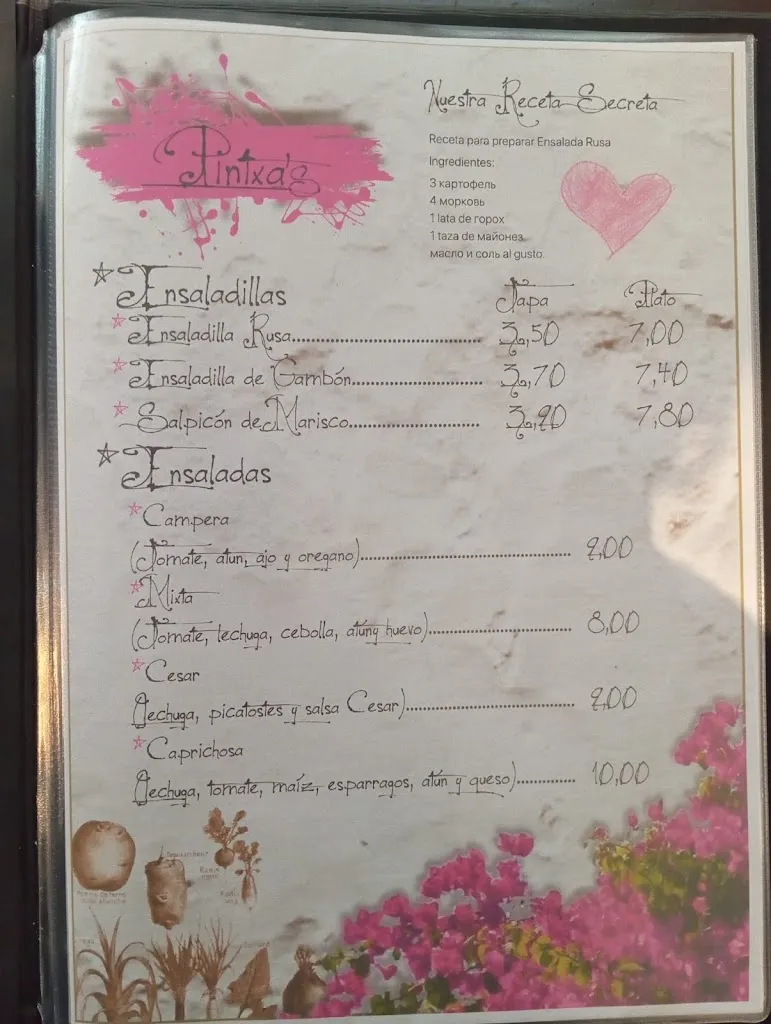 Pintxa's
Nuestra Receta Secreta
Receta para preparar Ensalada Rusa
Ingredientes:
3 картофель
4 морковь
1 lata de горох
1 taza de майонез
масло и соль al gusto.
Ensaladillas Tapa Plato
Ensaladilla Rusa................................................ 3,50 7,00
Ensaladilla de Gambón................................. 3,70 7,40
Salpicón de Marisco................................. 3,90 7,80
Ensaladas
Campera
(Tomate, atun, ajo y oregano)..................................................... 9,00
Mixta
(Tomate, lechuga, cebolla, atúny huevo)................................... 8,00
Cesar
(lechuga, picatostes y salsa Cesar)......................................... 9,00
Caprichosa
(lechuga, tomate, maíz, esparragos, atún y queso).............. 10,00